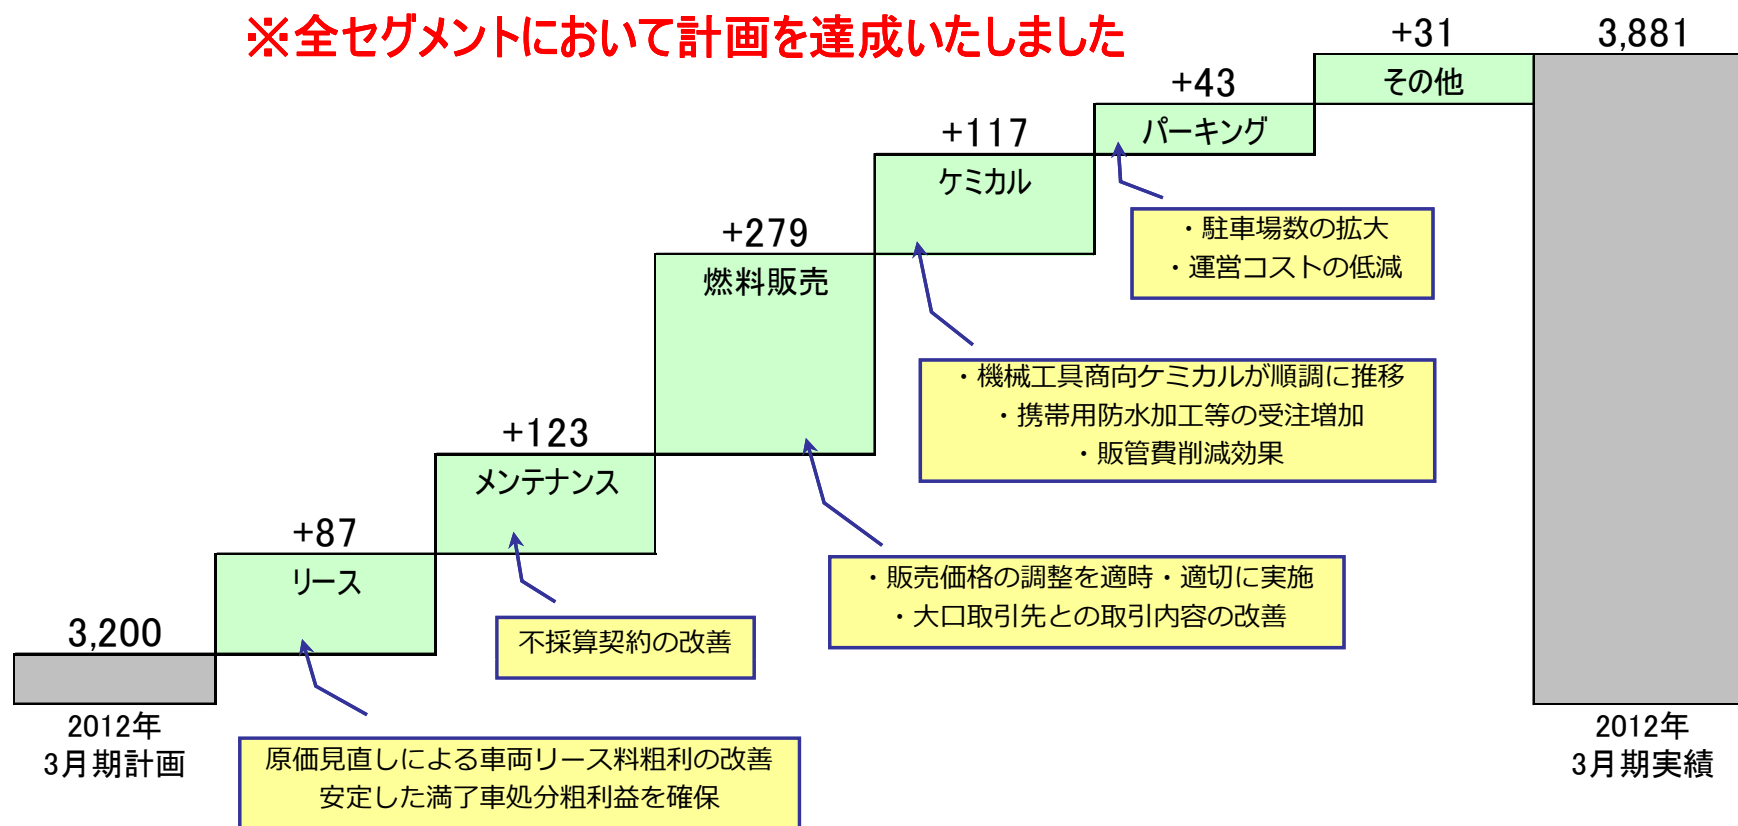 ※全セグメントにおいて計画を達成いたしました
3,200
2012年
3月期計画
+87
リース
原価見直しによる車両リース料粗利の改善
安定した満了車処分粗利益を確保
+123
メンテナンス
不採算契約の改善
+279
燃料販売
・販売価格の調整を適時・適切に実施
・大口取引先との取引内容の改善
+117
ケミカル
・機械工具商向ケミカルが順調に推移
・携帯用防水加工等の受注増加
・販管費削減効果
+43
パーキング
・駐車場数の拡大
・運営コストの低減
+31
その他
3,881
2012年
3月期実績